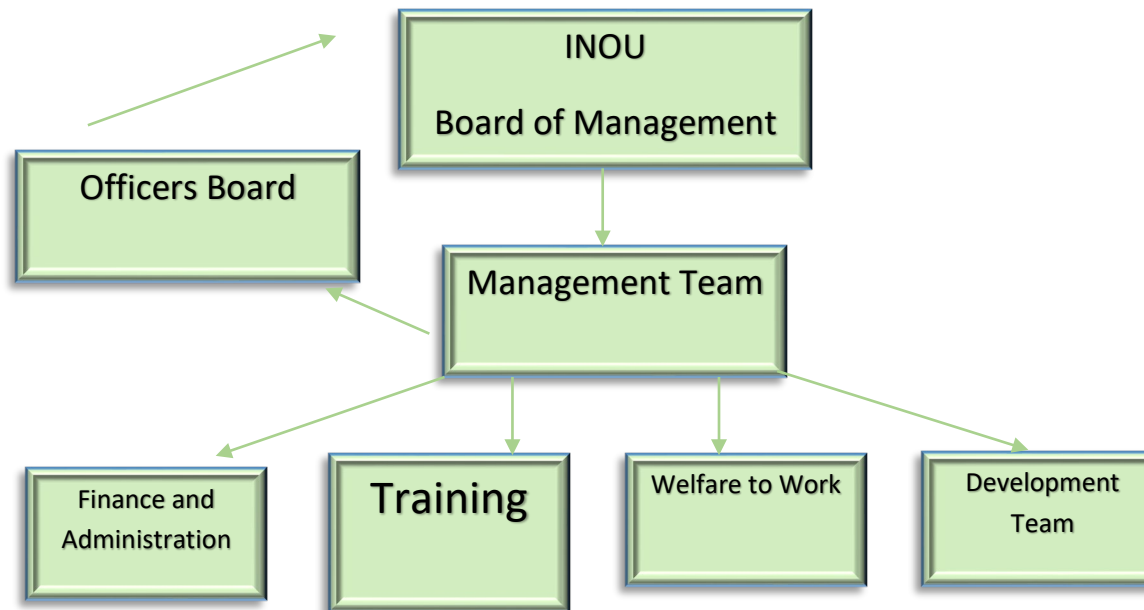 INOU
Board of Management
Officers Board
Management Team
Finance and
Administration
Training
Welfare to Work
Development
Team